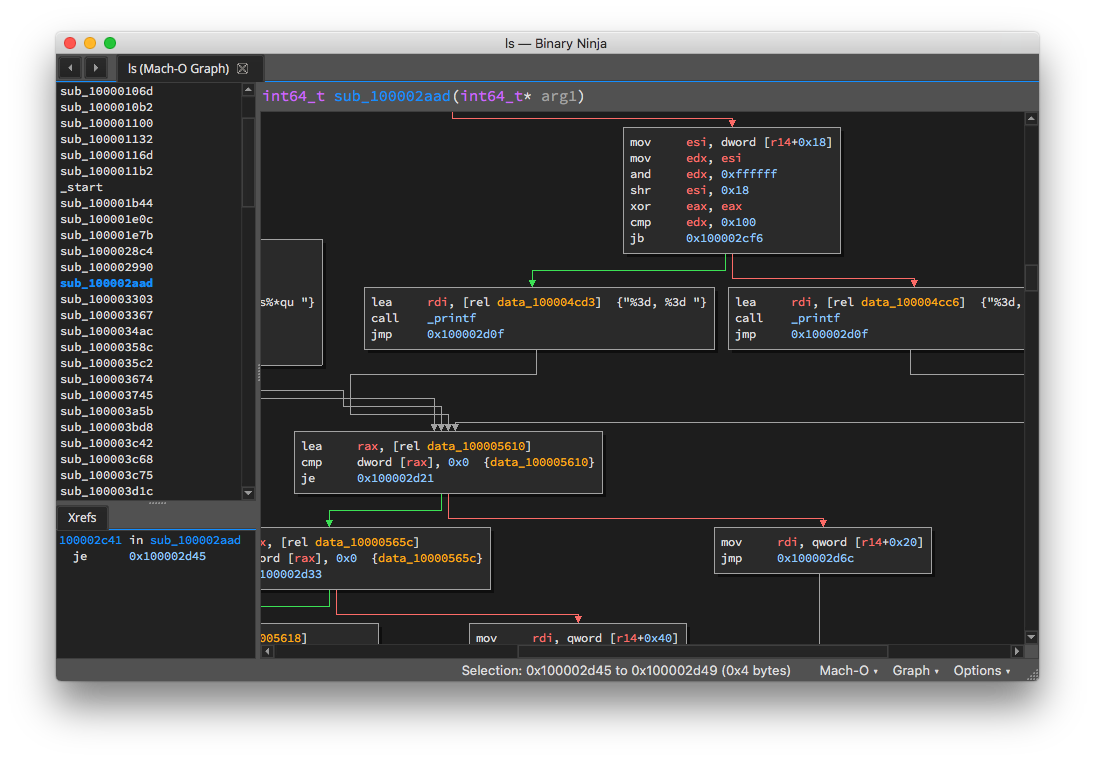 ls — Binary Ninja
ls (Mach-O Graph)
sub_10000106d
sub_1000010b2
sub_100001100
sub_100001132
sub_10000116d
sub_1000011b2
_start
sub_100001b44
sub_100001e0c
sub_100001e7b
sub_1000028c4
sub_100002990
sub_100002aad
sub_100003303
sub_100003367
sub_1000034ac
sub_10000358c
sub_1000035c2
sub_100003674
sub_100003745
sub_100003a5b
sub_100003bd8
sub_100003c42
sub_100003c68
sub_100003c75
sub_100003d1c
Xrefs
100002c41 in sub_100002aad
je 0x100002d45
int64_t sub_100002aad(int64_t* arg1)
mov esi, dword [r14+0x18]
mov edx, esi
and edx, 0xffffff
shr esi, 0x18
xor eax, eax
cmp edx, 0x100
jb 0x100002cf6
s%*qu "}
lea rdi, [rel data_100004cd3] {"%3d, %3d "}
call _printf
jmp 0x100002d0f
lea rdi, [rel data_100004cc6] {"%3d,
call _printf
jmp 0x100002d0f
lea rax, [rel data_100005610]
cmp dword [rax], 0x0 {data_100005610}
je 0x100002d21
x, [rel data_10000565c]
ord [rax], 0x0 {data_10000565c}
100002d33
mov rdi, qword [r14+0x20]
jmp 0x100002d6c
005618]
mov rdi, qword [r14+0x40]
Selection: 0x100002d45 to 0x100002d49 (0x4 bytes)
Mach-O
Graph
Options